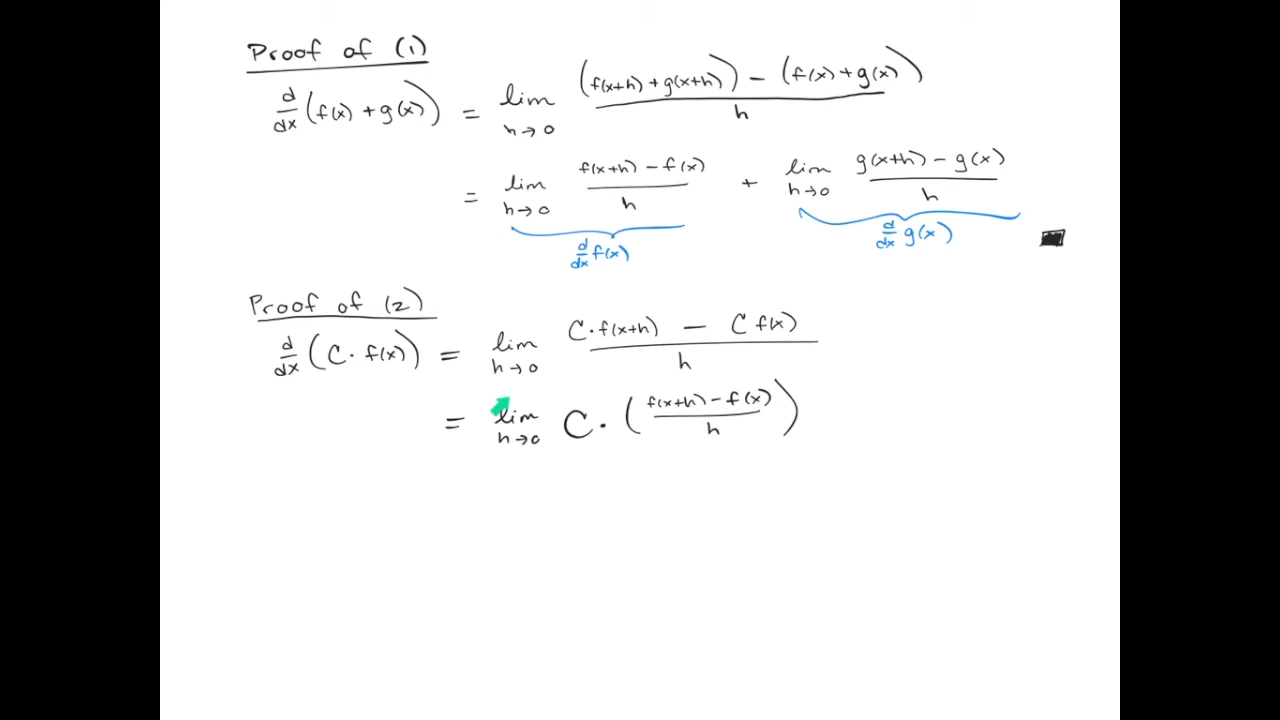 Proof of (1)
d/dx (f(x) + g(x)) = lim h→0 ((f(x+h) + g(x+h)) − (f(x) + g(x))) / h
= lim h→0 (f(x+h) − f(x)) / h + lim h→0 (g(x+h) − g(x)) / h
d/dx f(x) d/dx g(x)
Proof of (2)
d/dx (C · f(x)) = lim h→0 (C · f(x+h) − C f(x)) / h
= lim h→0 C · ((f(x+h) − f(x)) / h)